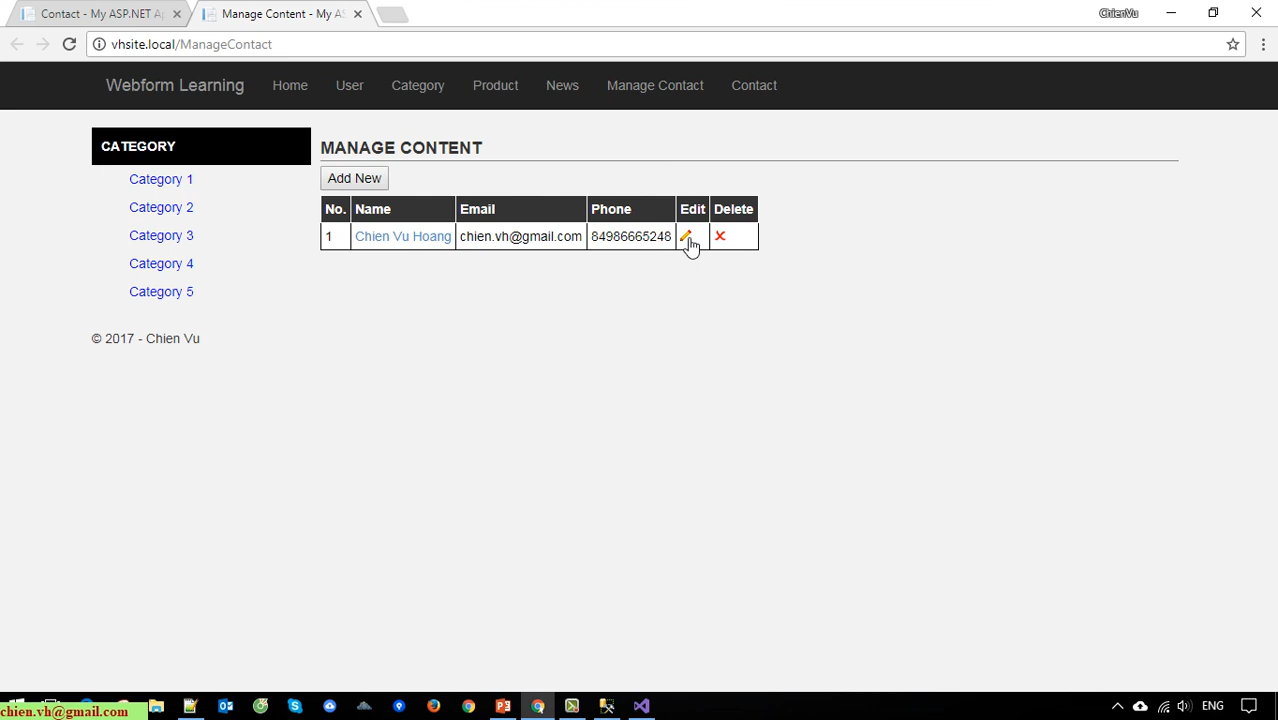 Contact - My ASP.NET Ap
Manage Content - My AS
ChienVu
vhsite.local/ManageContact
Webform Learning Home User Category Product News Manage Contact Contact
CATEGORY
Category 1
Category 2
Category 3
Category 4
Category 5
MANAGE CONTENT
Add New
No. Name Email Phone Edit Delete
1 Chien Vu Hoang chien.vh@gmail.com 84986665248
© 2017 - Chien Vu
chien.vh@gmail.com
ENG